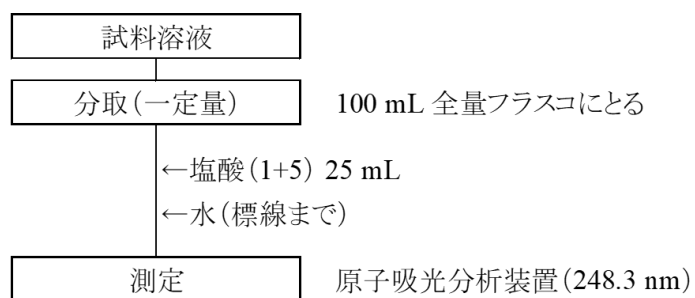 試料溶液
分取(一定量) 100 mL 全量フラスコにとる
←塩酸(1+5) 25 mL
←水(標線まで)
測定 原子吸光分析装置(248.3 nm)